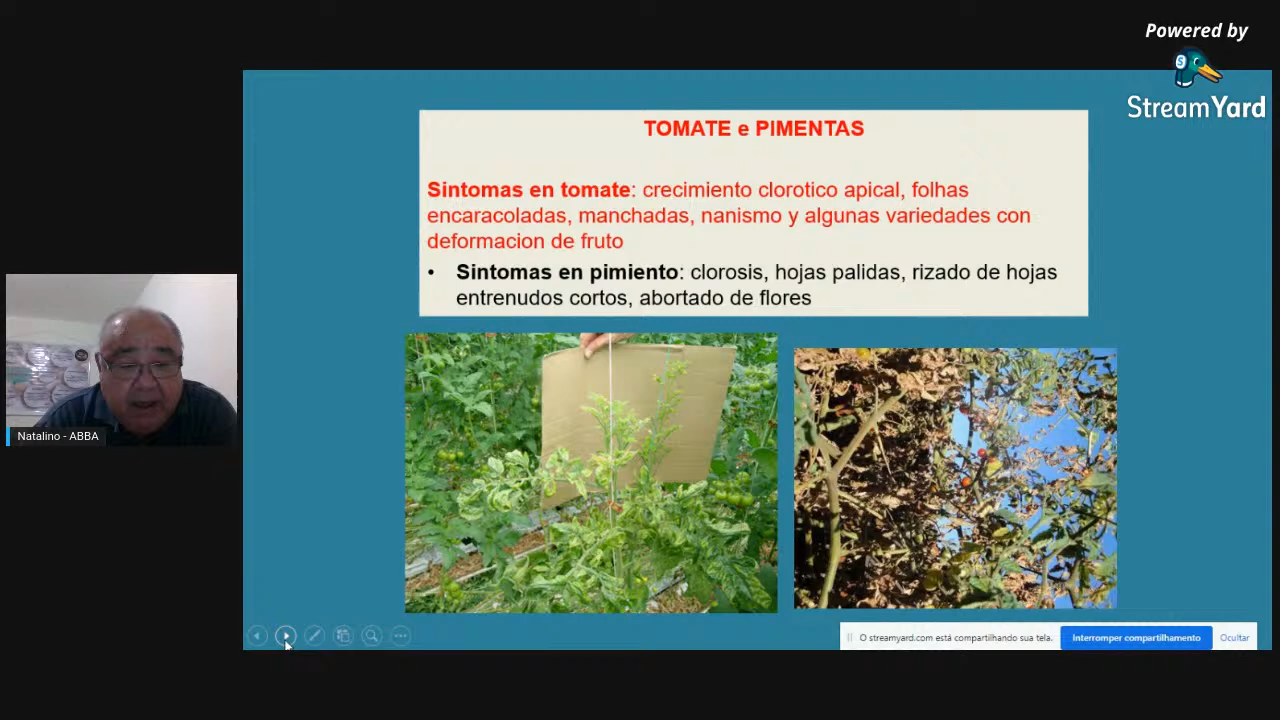 Powered by
StreamYard
TOMATE e PIMENTAS
Sintomas en tomate: crecimiento clorotico apical, folhas
encaracoladas, manchadas, nanismo y algunas variedades con
deformacion de fruto
• Sintomas en pimiento: clorosis, hojas palidas, rizado de hojas
entrenudos cortos, abortado de flores
Natalino - ABBA
O streamyard.com está compartilhando sua tela.
Interromper compartilhamento
Ocultar